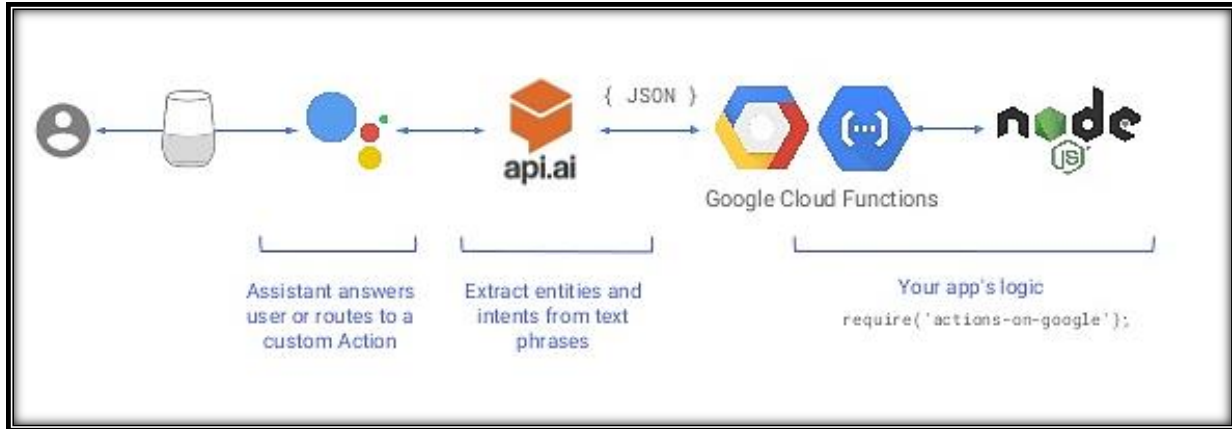 { JSON }
api.ai
node
JS
Google Cloud Functions
Assistant answers
user or routes to a
custom Action
Extract entities and
intents from text
phrases
Your app's logic
require('actions-on-google');